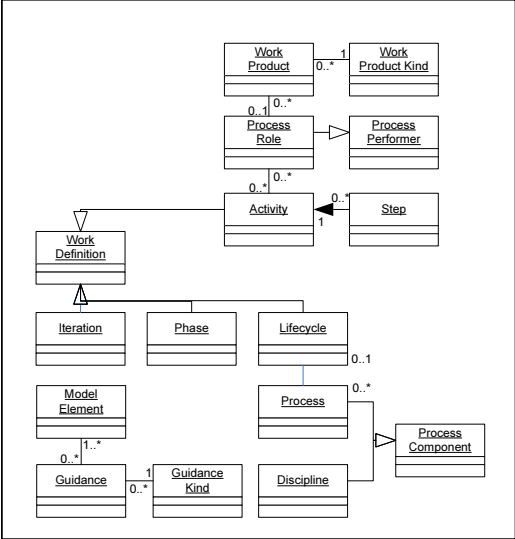 Work
Product
1
0..*
Work
Product Kind
0..*
0..1
Process
Role
Process
Performer
0..*
0..*
Activity
0..*
1
Step
Work
Definition
Iteration
Phase
Lifecycle
0..1
Model
Element
0..*
Process
Process
Component
1..*
0..*
Guidance
1
0..*
Guidance
Kind
Discipline